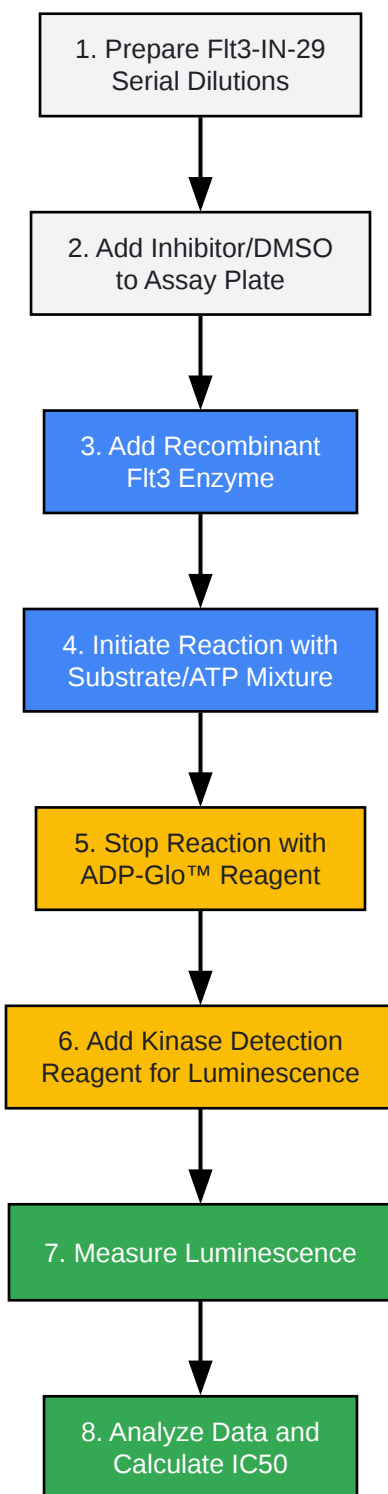 1. Prepare Flt3-IN-29
Serial Dilutions
2. Add Inhibitor/DMSO
to Assay Plate
3. Add Recombinant
Flt3 Enzyme
4. Initiate Reaction with
Substrate/ATP Mixture
5. Stop Reaction with
ADP-Glo™ Reagent
6. Add Kinase Detection
Reagent for Luminescence
7. Measure Luminescence
8. Analyze Data and
Calculate IC50